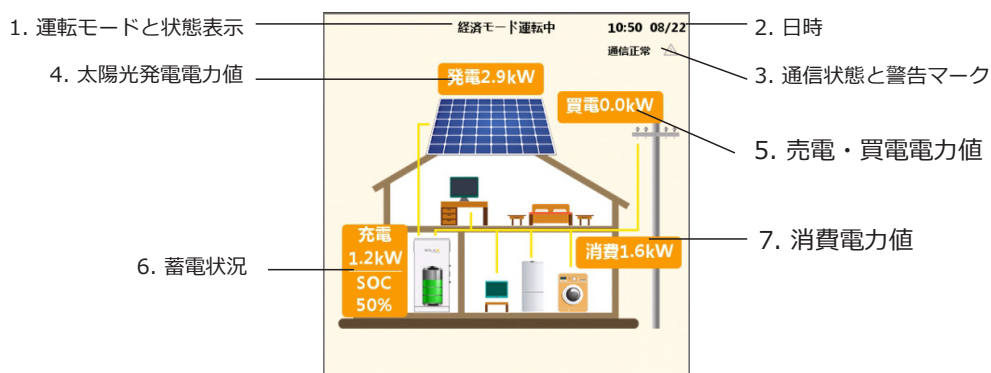 1. 運転モードと状態表示
経済モード運転中
10:50 08/22
2. 日時
通信正常
3. 通信状態と警告マーク
4. 太陽光発電電力値
発電2.9kW
買電0.0kW
5. 売電・買電電力値
充電
1.2kW
SOC
50%
6. 蓄電状況
消費1.6kW
7. 消費電力値